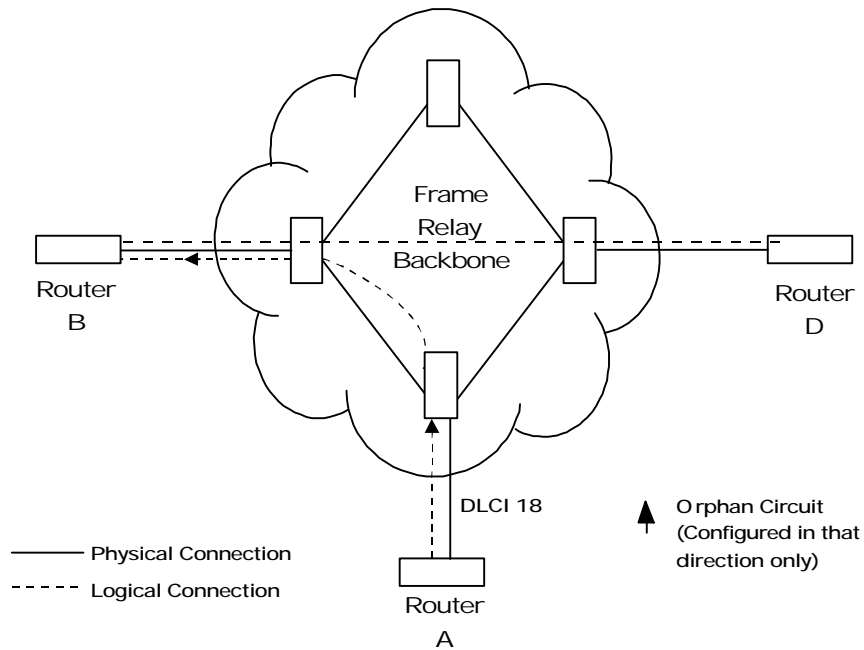 Frame
Relay
Backbone
Router
B
Router
D
DLCI 18
Orphan Circuit
(Configured in that
direction only)
Physical Connection
Logical Connection
Router
A